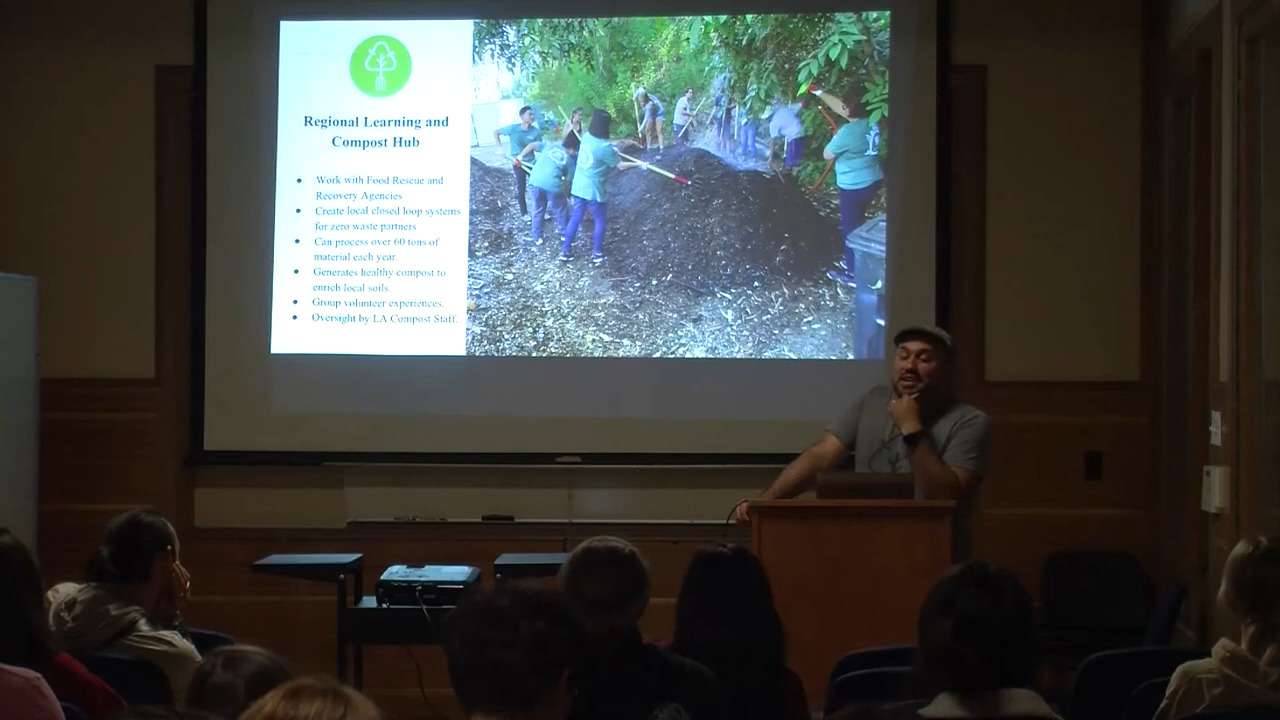 Regional Learning and
Compost Hub
• Work with Food Rescue and
Recovery Agencies
• Create local closed loop systems
for zero waste partners
• Can process over 60 tons of
material each year.
• Generates healthy compost to
enrich local soils.
• Group volunteer experiences.
• Oversight by LA Compost Staff.